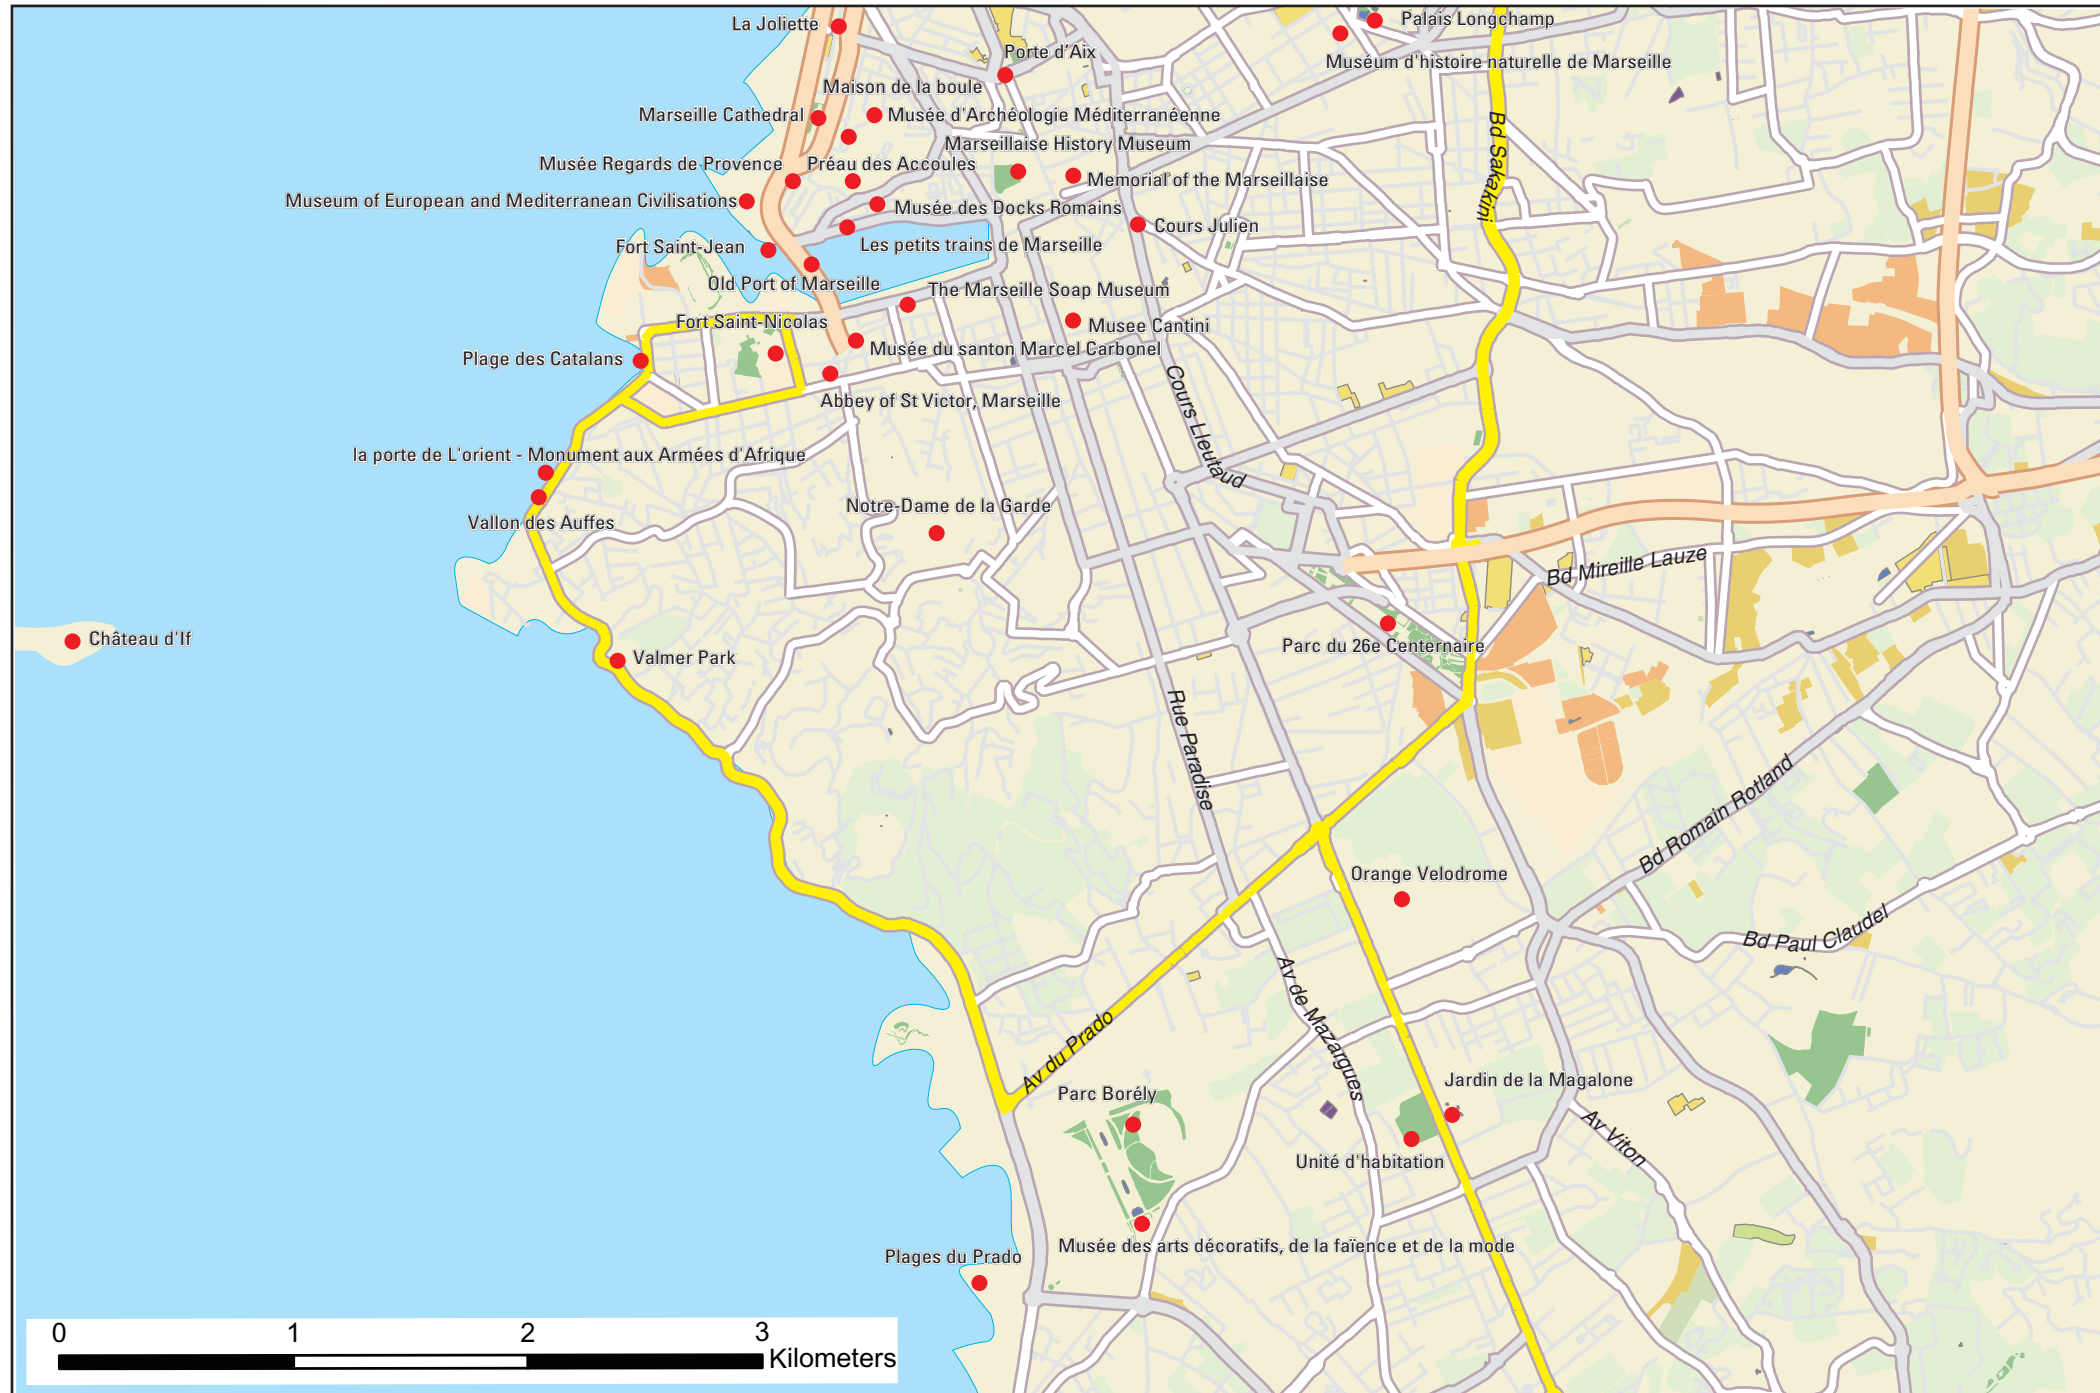 La Joliette
Palais Longchamp
Porte d'Aix
Muséum d'histoire naturelle de Marseille
Maison de la boule
Marseille Cathedral
Musée d'Archéologie Méditerranéenne
Marseillaise History Museum
Bd Sakakini
Musée Regards de Provence
Préau des Accoules
Memorial of the Marseillaise
Museum of European and Mediterranean Civilisations
Musée des Docks Romains
Cours Julien
Fort Saint-Jean
Les petits trains de Marseille
Old Port of Marseille
The Marseille Soap Museum
Fort Saint-Nicolas
Musee Cantini
Plage des Catalans
Musée du santon Marcel Carbonel
Abbey of St Victor, Marseille
Cours Lleutaud
la porte de L'orient - Monument aux Armées d'Afrique
Notre-Dame de la Garde
Vallon des Auffes
Bd Mireille Lauze
Château d'If
Parc du 26e Centernaire
Valmer Park
Rue Paradise
Bd Romain Rotland
Orange Velodrome
Bd Paul Claudel
Av de Mazargues
Av du Prado
Jardin de la Magalone
Parc Borély
Av Viton
Unité d'habitation
Musée des arts décoratifs, de la faïence et de la mode
Plages du Prado
0 1 2 3
Kilometers